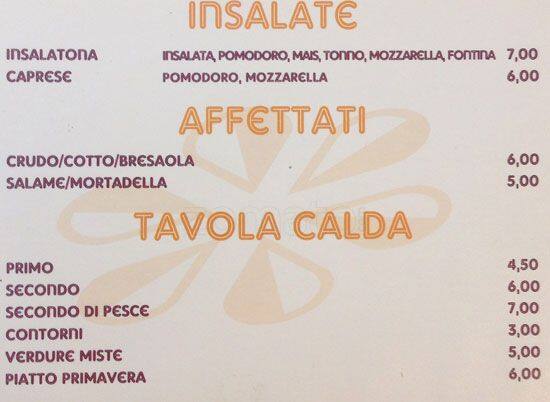 INSALATE
INSALATONA INSALATA, POMODORO, MAIS, TONNO, MOZZARELLA, FONTINA 7,00
CAPRESE POMODORO, MOZZARELLA 6,00
AFFETTATI
CRUDO/COTTO/BRESAOLA 6,00
SALAME/MORTADELLA 5,00
TAVOLA CALDA
PRIMO 4,50
SECONDO 6,00
SECONDO DI PESCE 7,00
CONTORNI 3,00
VERDURE MISTE 5,00
PIATTO PRIMAVERA 6,00